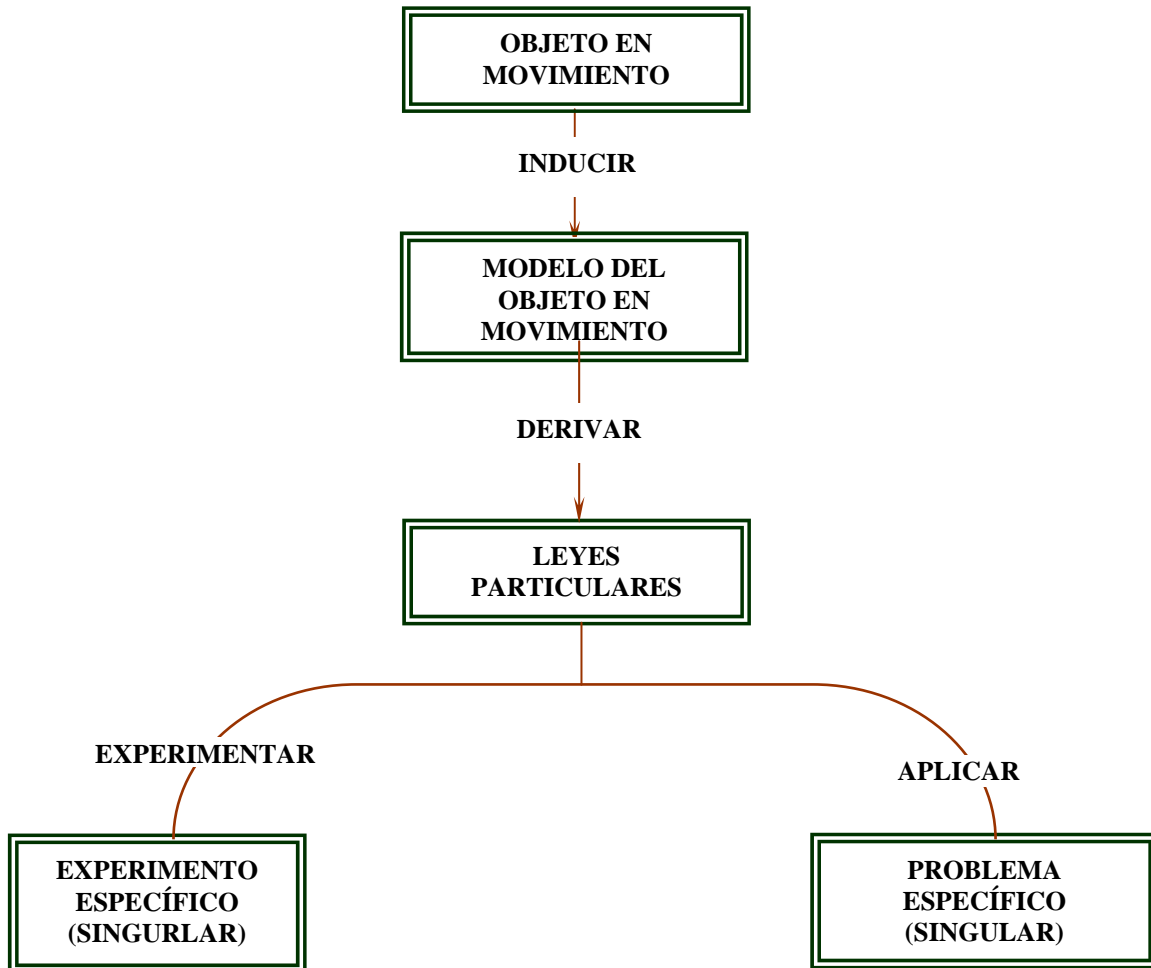 OBJETO EN
MOVIMIENTO
INDUCIR
MODELO DEL
OBJETO EN
MOVIMIENTO
DERIVAR
LEYES
PARTICULARES
EXPERIMENTAR
APLICAR
EXPERIMENTO
ESPECÍFICO
(SINGURLAR)
PROBLEMA
ESPECÍFICO
(SINGULAR)